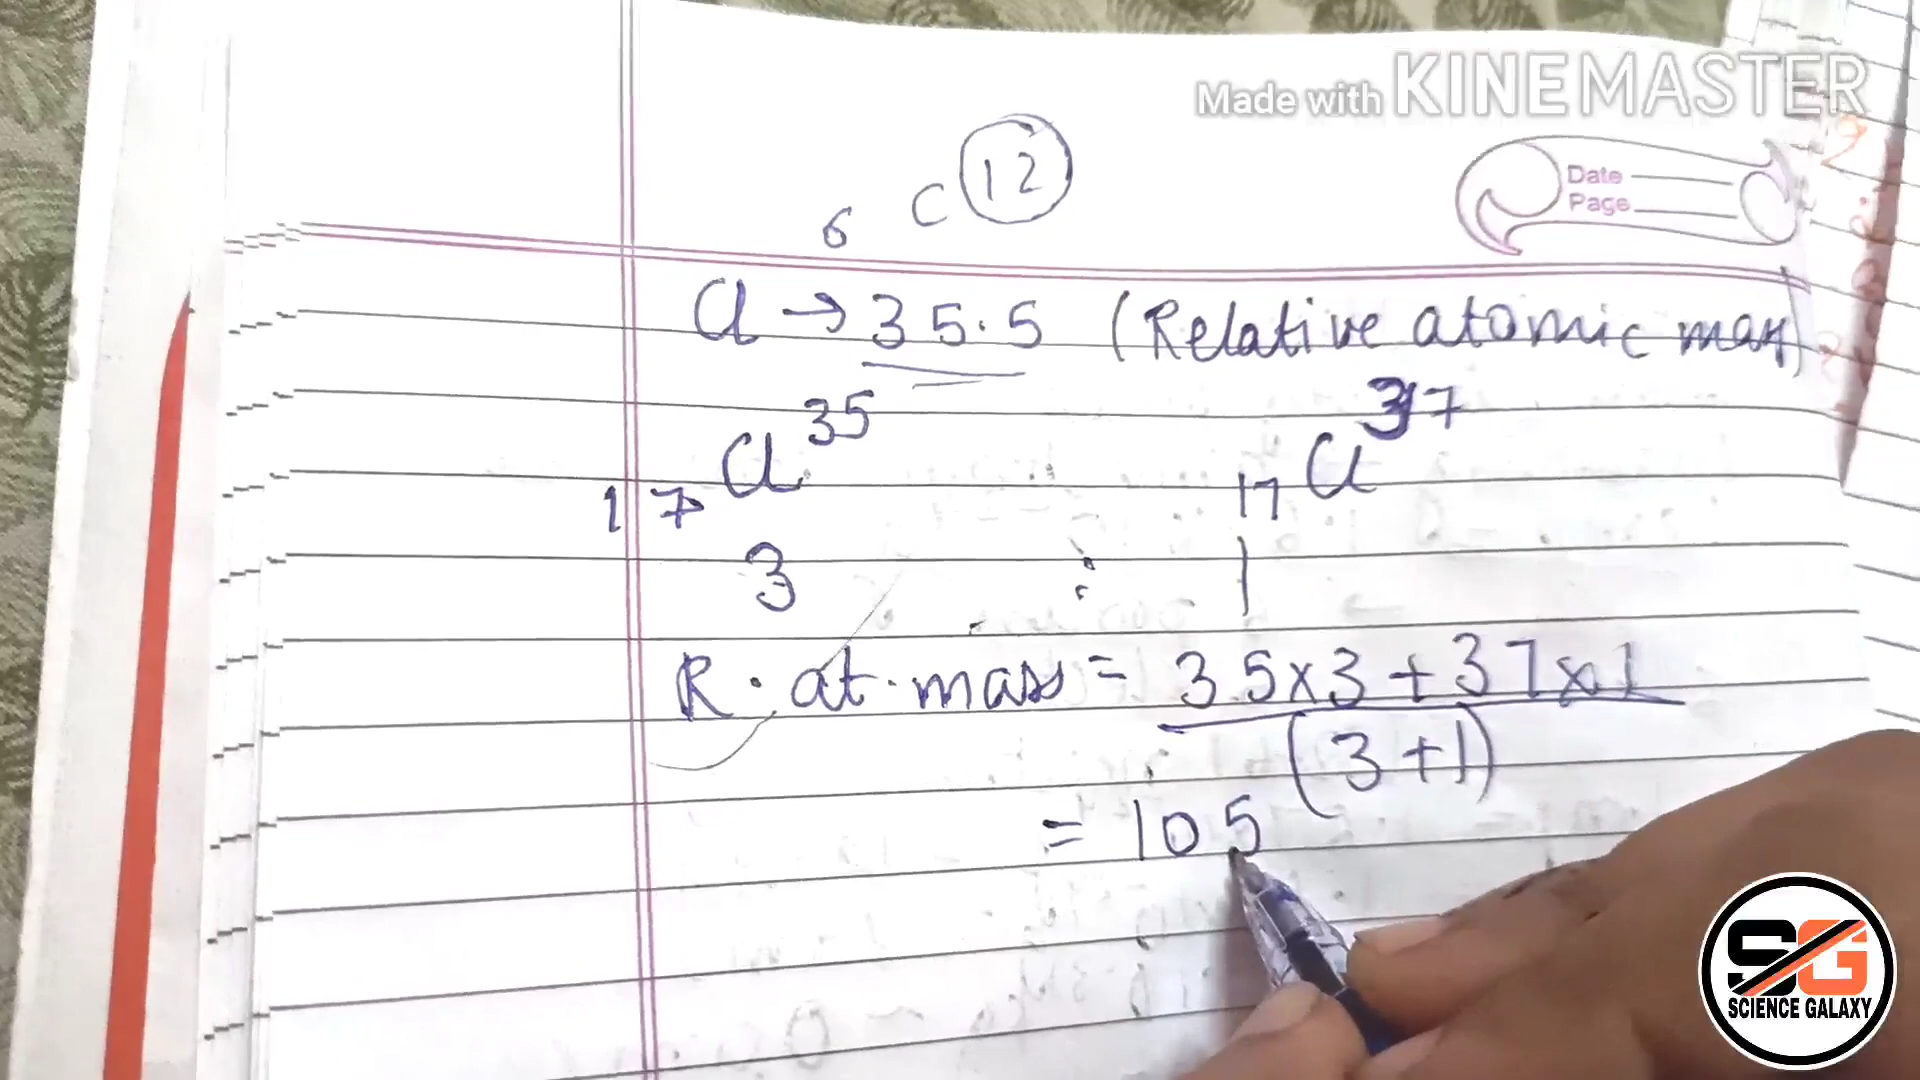 Made with KINEMASTER
6 C 12
Date
Page
Cl → 35.5 (Relative atomic mass)
17 Cl 35 17 Cl 37
3 : 1
R. at. mass = 35x3+37x1
(3+1)
= 105
SG
SCIENCE GALAXY